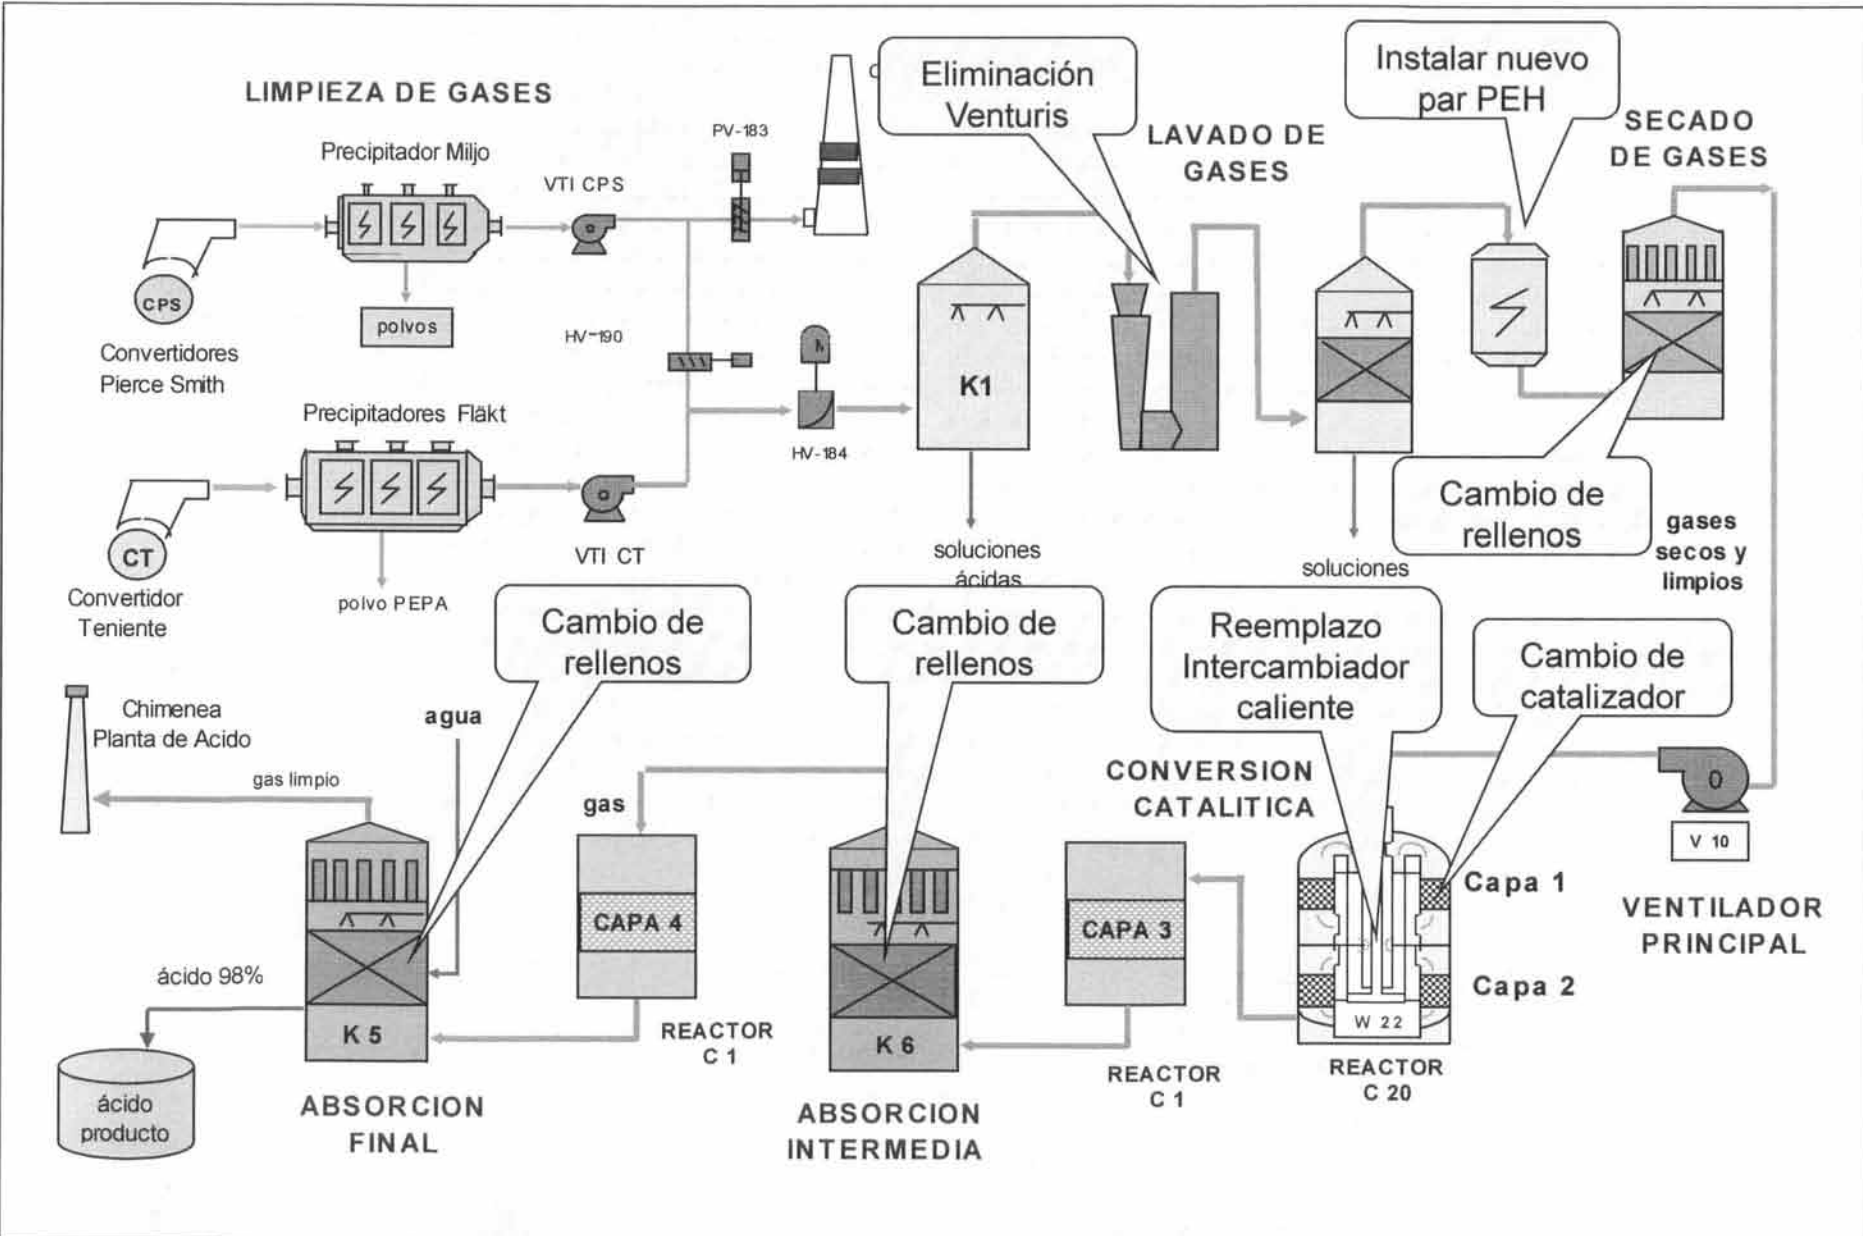 LIMPIEZA DE GASES
Precipitador Miljo
VTI CPS
PV-183
Eliminación
Venturis
Instalar nuevo
par PEH
LAVADO DE
GASES
SECADO
DE GASES
CPS
polvos
Convertidores
Pierce Smith
HV-190
M
K1
Precipitadores Fläkt
HV-184
Cambio de
rellenos
gases
secos y
limpios
CT
VTI CT
Convertidor
Teniente
polvo PEPA
soluciones
ácidas
soluciones
Cambio de
rellenos
Cambio de
rellenos
Reemplazo
Intercambiador
caliente
Cambio de
catalizador
Chimenea
Planta de Acido
agua
gas limpio
gas
CONVERSION
CATALITICA
V 10
VENTILADOR
PRINCIPAL
Capa 1
CAPA 4
CAPA 3
Capa 2
ácido 98%
K 5
K 6
W 22
REACTOR
C 1
REACTOR
C 1
REACTOR
C 20
ácido
producto
ABSORCION
FINAL
ABSORCION
INTERMEDIA